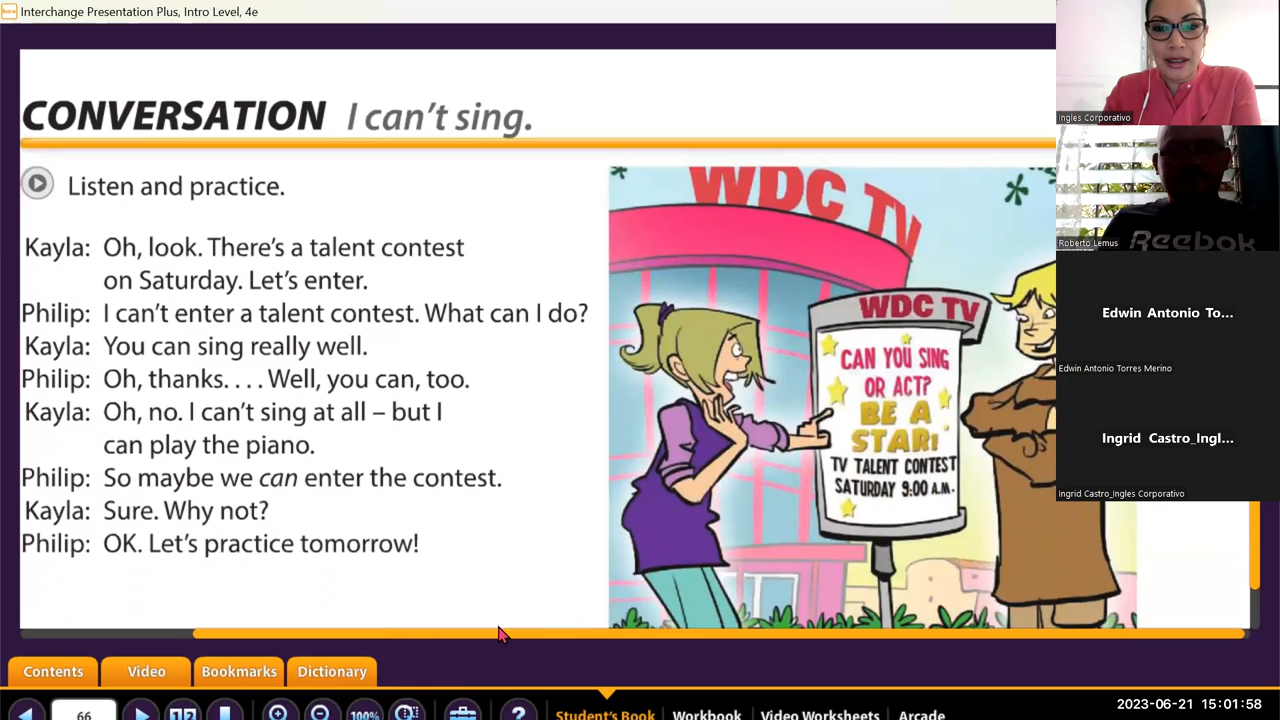 Interchange Presentation Plus, Intro Level, 4e
CONVERSATION I can't sing.
Listen and practice.
Kayla: Oh, look. There's a talent contest
on Saturday. Let's enter.
Philip: I can't enter a talent contest. What can I do?
Kayla: You can sing really well.
Philip: Oh, thanks. . . . Well, you can, too.
Kayla: Oh, no. I can't sing at all – but I
can play the piano.
Philip: So maybe we can enter the contest.
Kayla: Sure. Why not?
Philip: OK. Let's practice tomorrow!
WDC TV
WDC TV
CAN YOU SING
OR ACT?
BE A
STAR!
TV TALENT CONTEST
SATURDAY 9:00 A.M.
Ingles Corporativo
Reebok
Roberto Lemus
Edwin Antonio To...
Edwin Antonio Torres Merino
Ingrid Castro_Ingl...
Ingrid Castro_Ingles Corporativo
Contents Video Bookmarks Dictionary
66 1 2 100% ? Student's Book Workbook Video Worksheets Arcade
2023-06-21 15:01:58